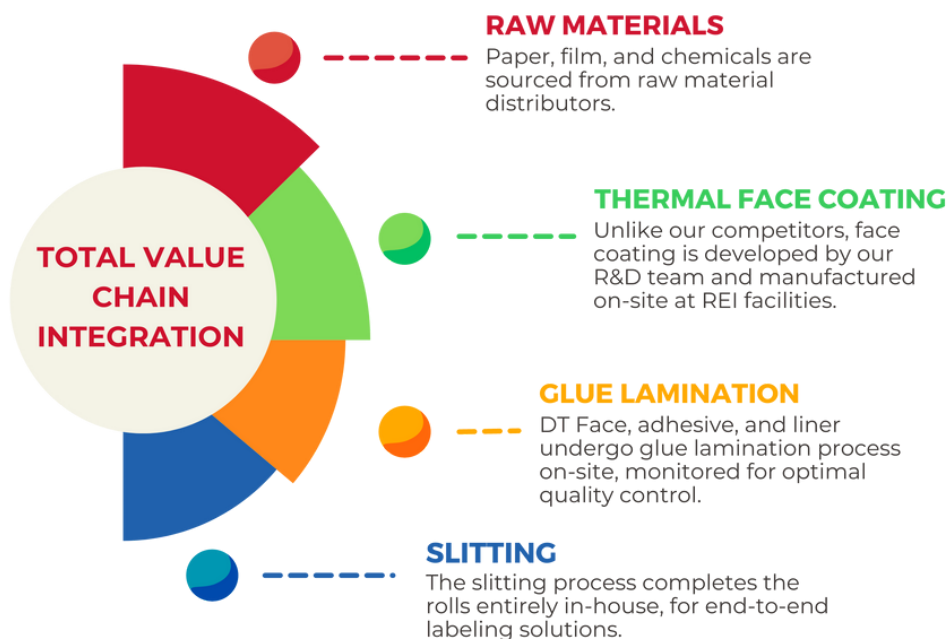 RAW MATERIALS
Paper, film, and chemicals are
sourced from raw material
distributors.
THERMAL FACE COATING
Unlike our competitors, face
coating is developed by our
R&D team and manufactured
on-site at REI facilities.
TOTAL VALUE
CHAIN
INTEGRATION
GLUE LAMINATION
DT Face, adhesive, and liner
undergo glue lamination process
on-site, monitored for optimal
quality control.
SLITTING
The slitting process completes the
rolls entirely in-house, for end-to-end
labeling solutions.